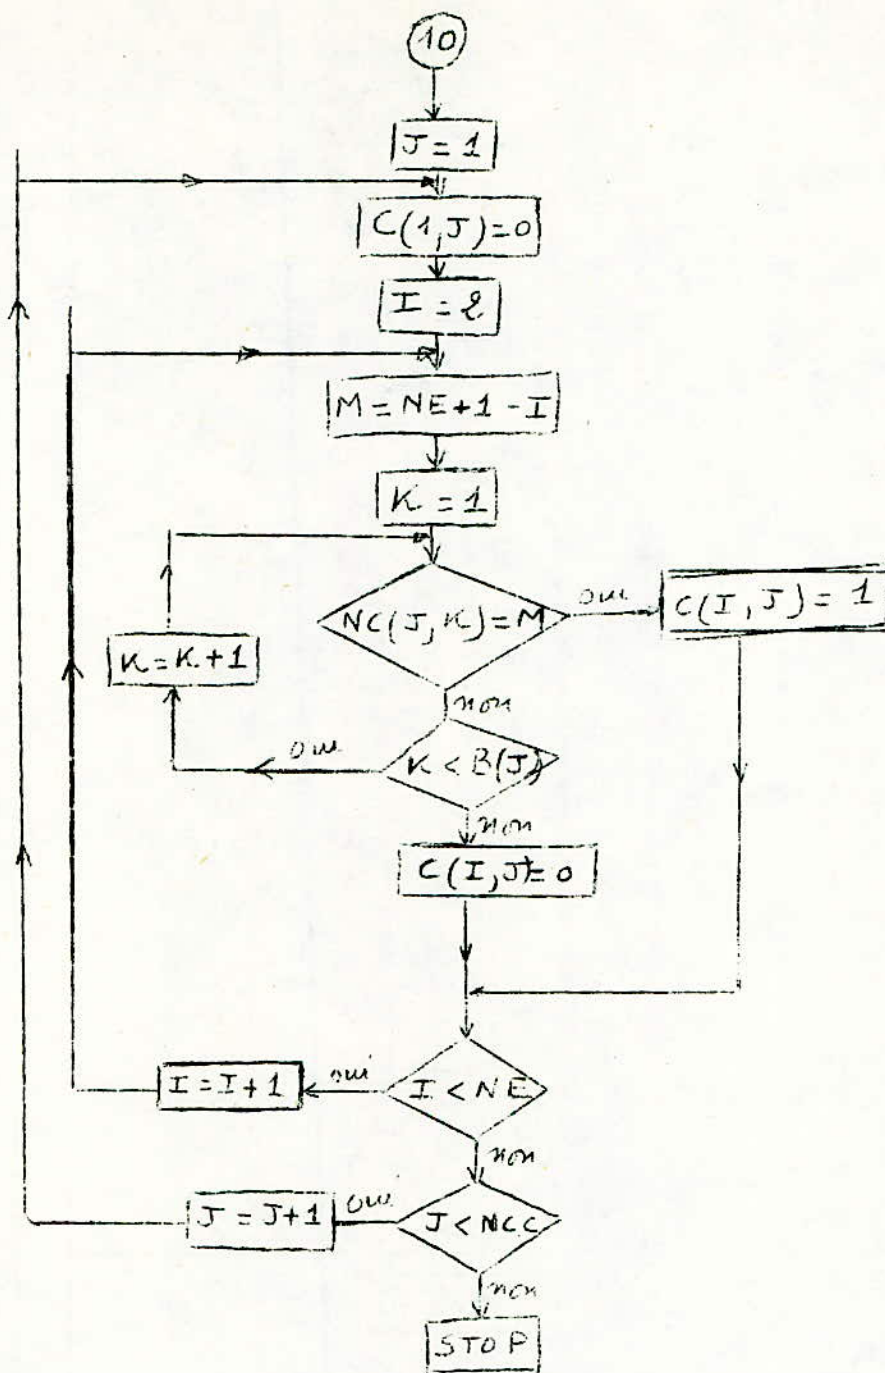 10
J = 1
C(1,J)=0
I = 2
M = NE+1-I
K = 1
NC(J,K)=M
oui
C(I,J)=1
K=K+1
non
oui
K < B(J)
non
C(I,J)=0
I = I+1
oui
I < NE
non
J = J+1
oui
J < NCC
non
STOP